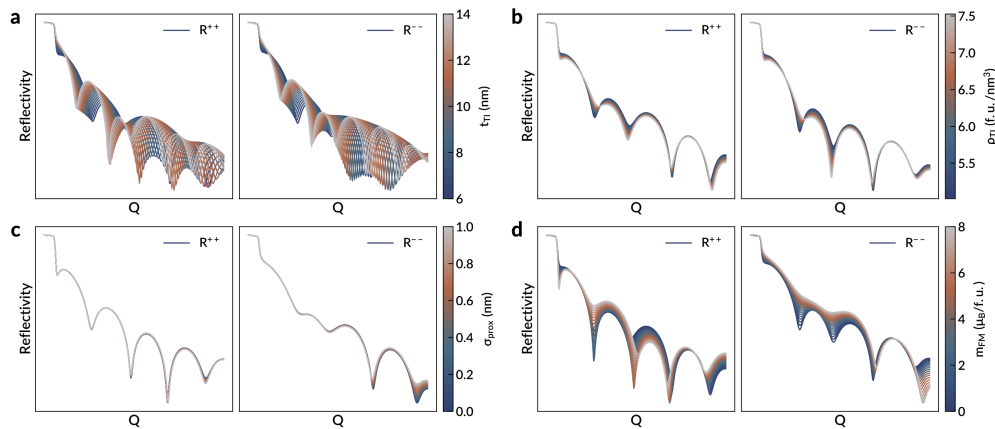 a
R⁺⁺
R⁻⁻
Reflectivity
Q
Q
14
12
10
8
6
t_TI (nm)
b
R⁺⁺
R⁻⁻
Reflectivity
Q
Q
7.5
7.0
6.5
6.0
5.5
ρ_TI (f. u. /nm³)
c
R⁺⁺
R⁻⁻
Reflectivity
Q
Q
1.0
0.8
0.6
0.4
0.2
0.0
σ_prox (nm)
d
R⁺⁺
R⁻⁻
Reflectivity
Q
Q
8
6
4
2
0
m_FM (μ_B/f. u.)